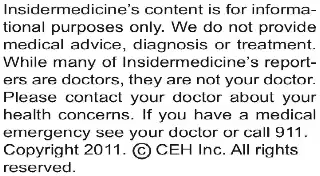 Insidermedicine's content is for informa-
tional purposes only. We do not provide
medical advice, diagnosis or treatment.
While many of Insidermedicine's report-
ers are doctors, they are not your doctor.
Please contact your doctor about your
health concerns. If you have a medical
emergency see your doctor or call 911.
Copyright 2011. © CEH Inc. All rights
reserved.